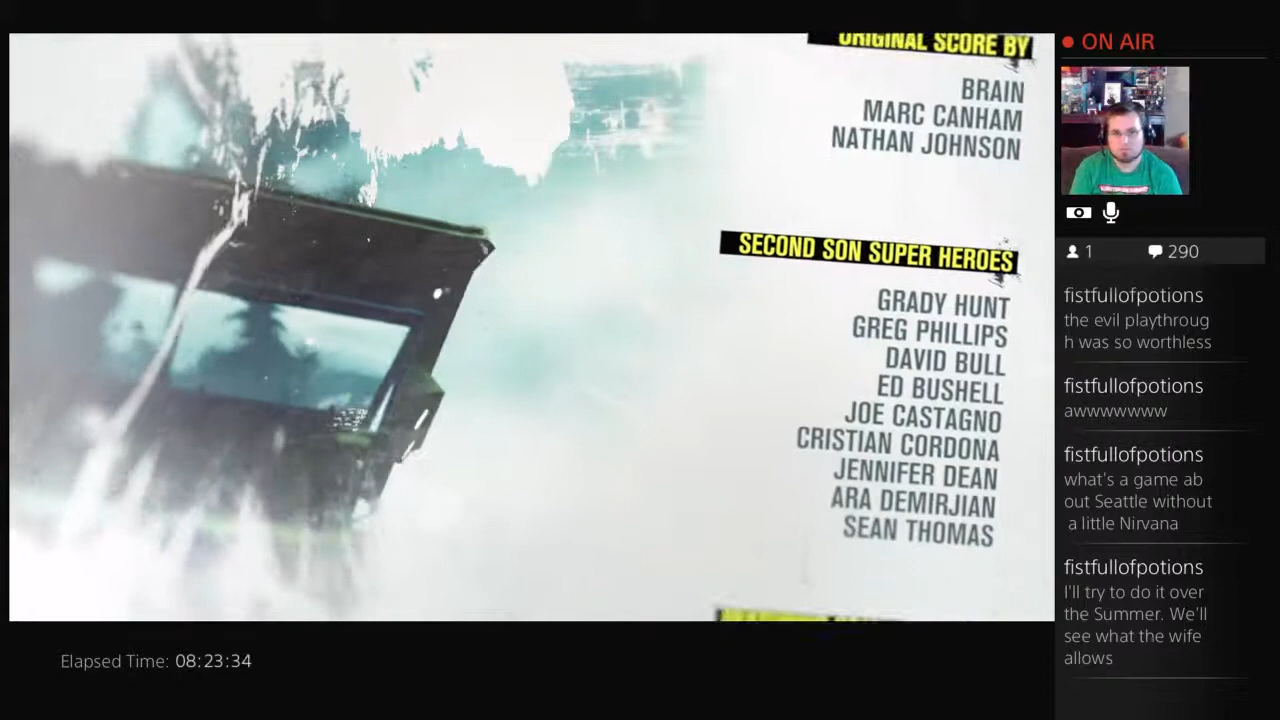 ORIGINAL SCORE BY
BRAIN
MARC CANHAM
NATHAN JOHNSON
SECOND SON SUPER HEROES
GRADY HUNT
GREG PHILLIPS
DAVID BULL
ED BUSHELL
JOE CASTAGNO
CRISTIAN CORDONA
JENNIFER DEAN
ARA DEMIRJIAN
SEAN THOMAS
Elapsed Time: 08:23:34
ON AIR
1 290
fistfullofpotions
the evil playthroug
h was so worthless
fistfullofpotions
awwwwwww
fistfullofpotions
what's a game ab
out Seattle without
a little Nirvana
fistfullofpotions
I'll try to do it over
the Summer. We'll
see what the wife
allows